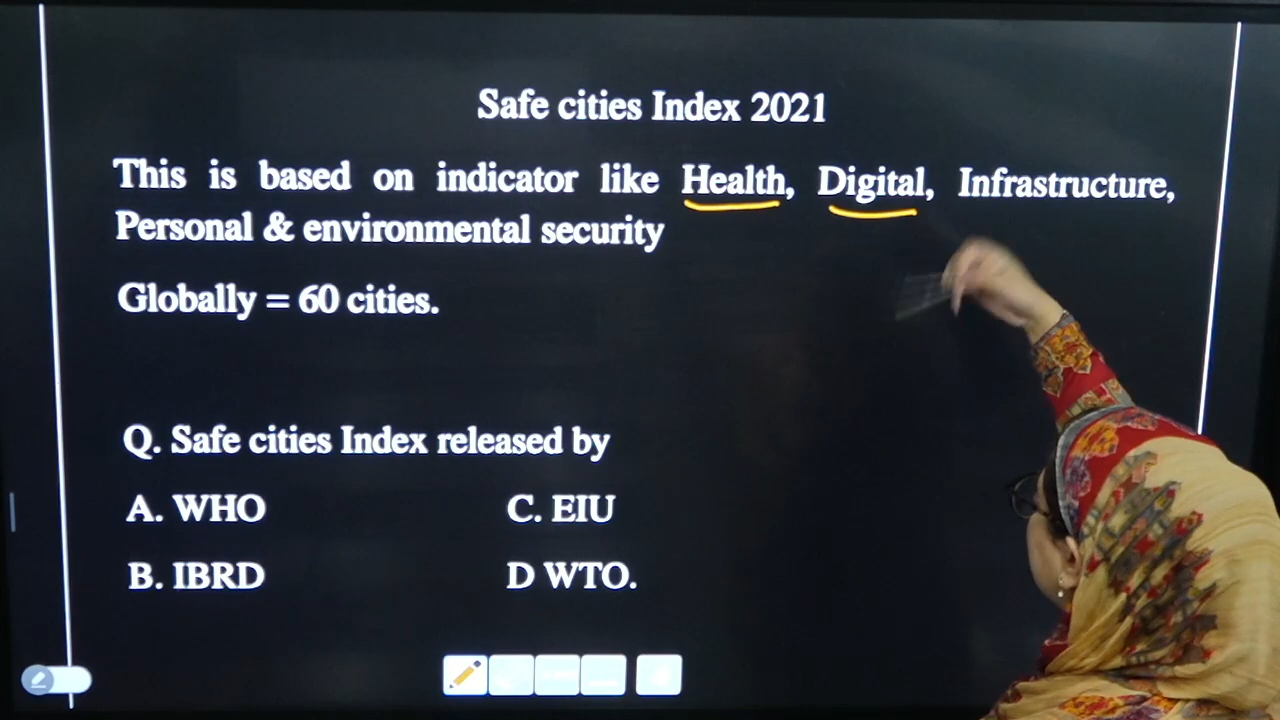 Safe cities Index 2021
This is based on indicator like Health, Digital, Infrastructure,
Personal & environmental security
Globally = 60 cities.
Q. Safe cities Index released by
A. WHO C. EIU
B. IBRD D WTO.